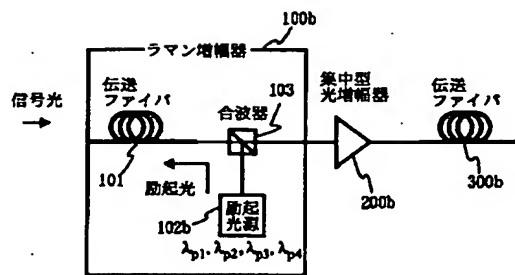 100b
ラマン増幅器
信号光
伝送
ファイバ
合波器
103
集中型
光増幅器
伝送
ファイバ
101
励起光
102b
励起
光源
200b
300b
λp1, λp2, λp3, λp4